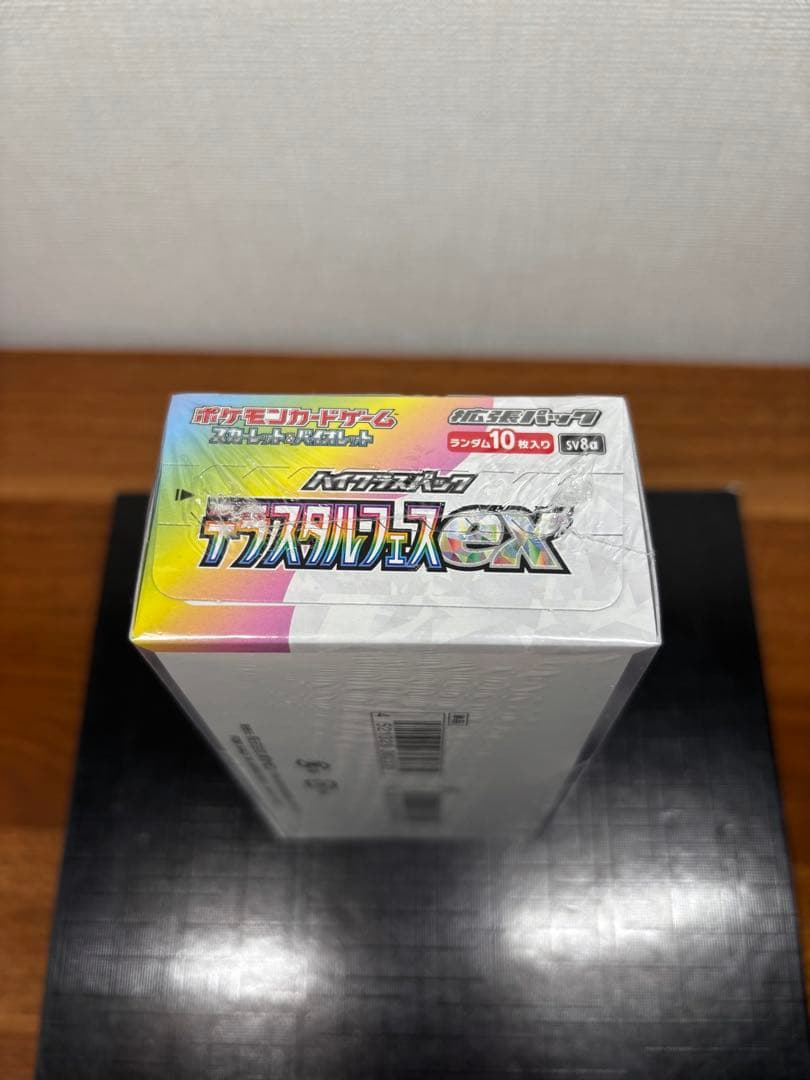 ポケモンカードゲーム
スカーレット&バイオレット
拡張パック
ランダム10枚入り
sv8a
ハイクラスパック
テラスタルフェスex